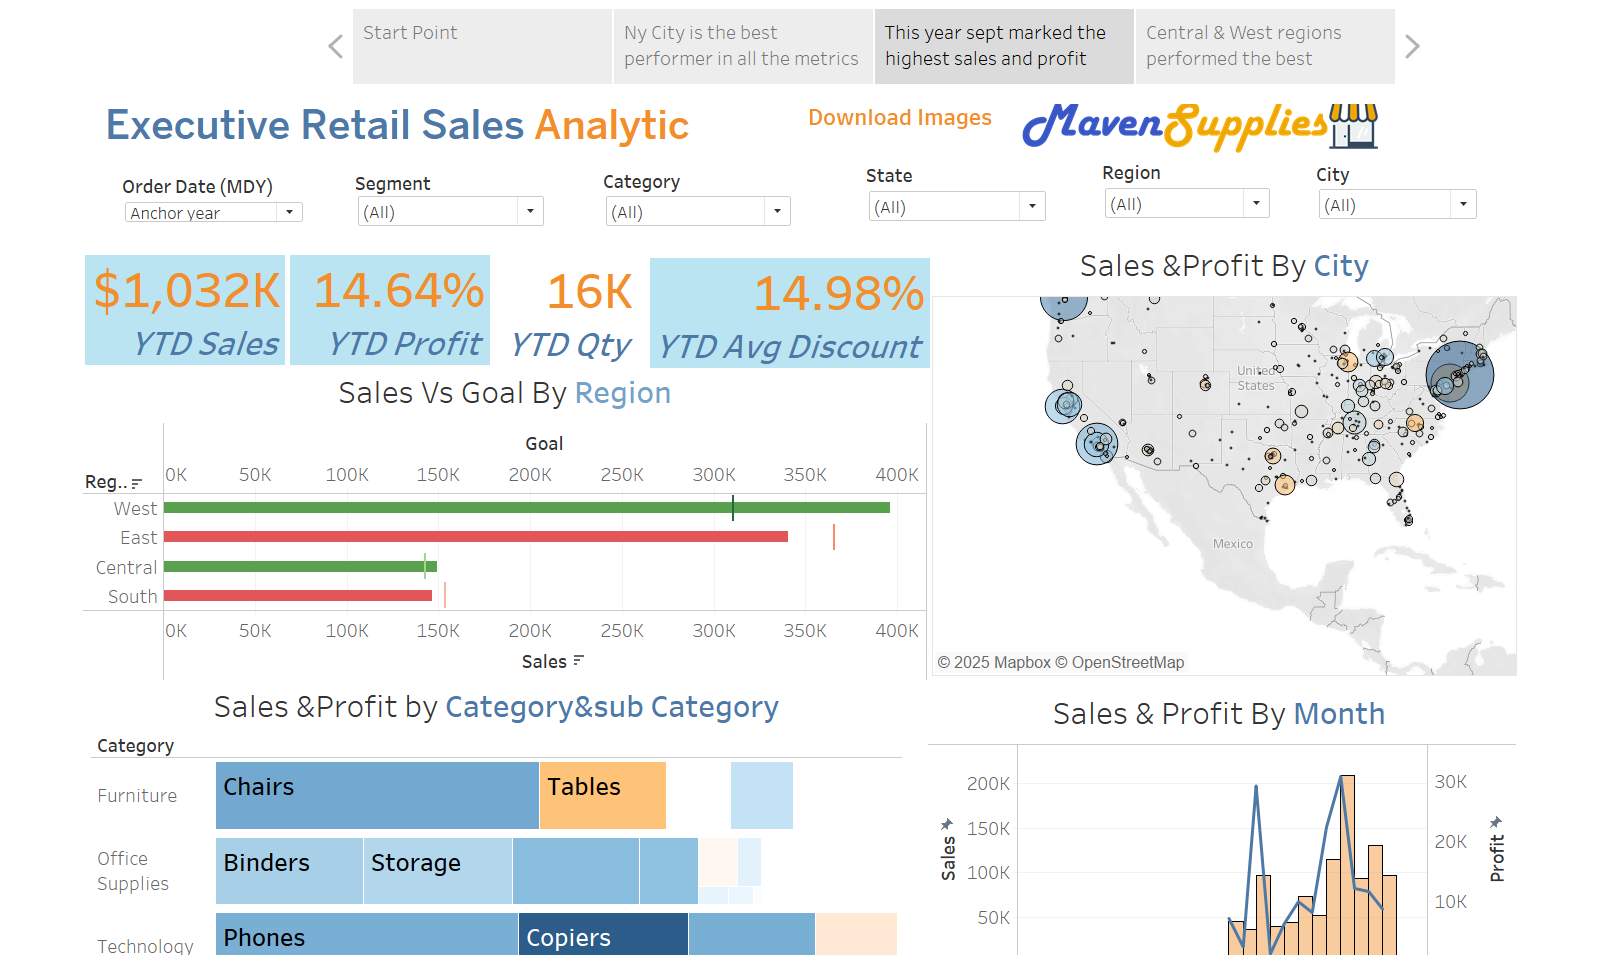 Start Point
Ny City is the best
performer in all the metrics
This year sept marked the
highest sales and profit
Central & West regions
performed the best
Executive Retail Sales Analytic
Download Images
MavenSupplies
Order Date (MDY)
Anchor year
Segment
(All)
Category
(All)
State
(All)
Region
(All)
City
(All)
$1,032K
YTD Sales
14.64%
YTD Profit
16K
YTD Qty
14.98%
YTD Avg Discount
Sales &Profit By City
United
States
Mexico
© 2025 Mapbox © OpenStreetMap
Sales Vs Goal By Region
Goal
Reg..
0K 50K 100K 150K 200K 250K 300K 350K 400K
West
East
Central
South
0K 50K 100K 150K 200K 250K 300K 350K 400K
Sales
Sales &Profit by Category&sub Category
Category
Furniture
Chairs
Tables
Office
Supplies
Binders
Storage
Technology
Phones
Copiers
Sales & Profit By Month
Sales
200K
150K
100K
50K
30K
20K
10K
Profit